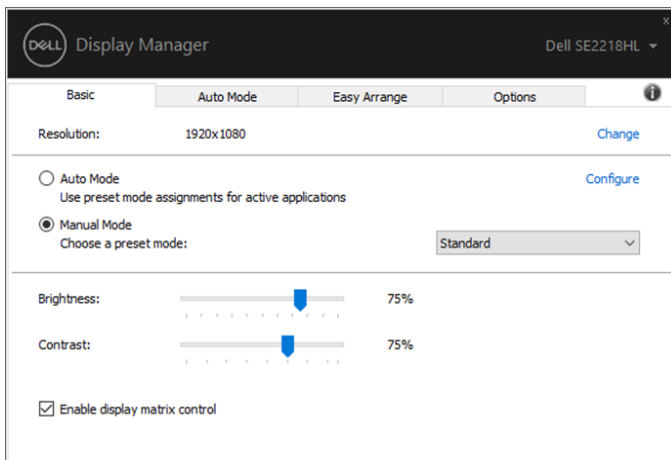 x
DELL Display Manager Dell SE2218HL
Basic Auto Mode Easy Arrange Options i
Resolution: 1920x1080 Change
Auto Mode Configure
Use preset mode assignments for active applications
Manual Mode
Choose a preset mode: Standard
Brightness: 75%
Contrast: 75%
Enable display matrix control